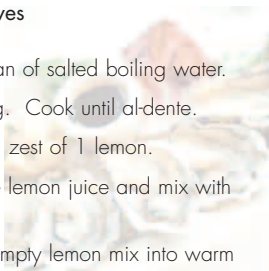 an of salted boiling water.
g. Cook until al-dente.
zest of 1 lemon.
lemon juice and mix with
mpty lemon mix into warm